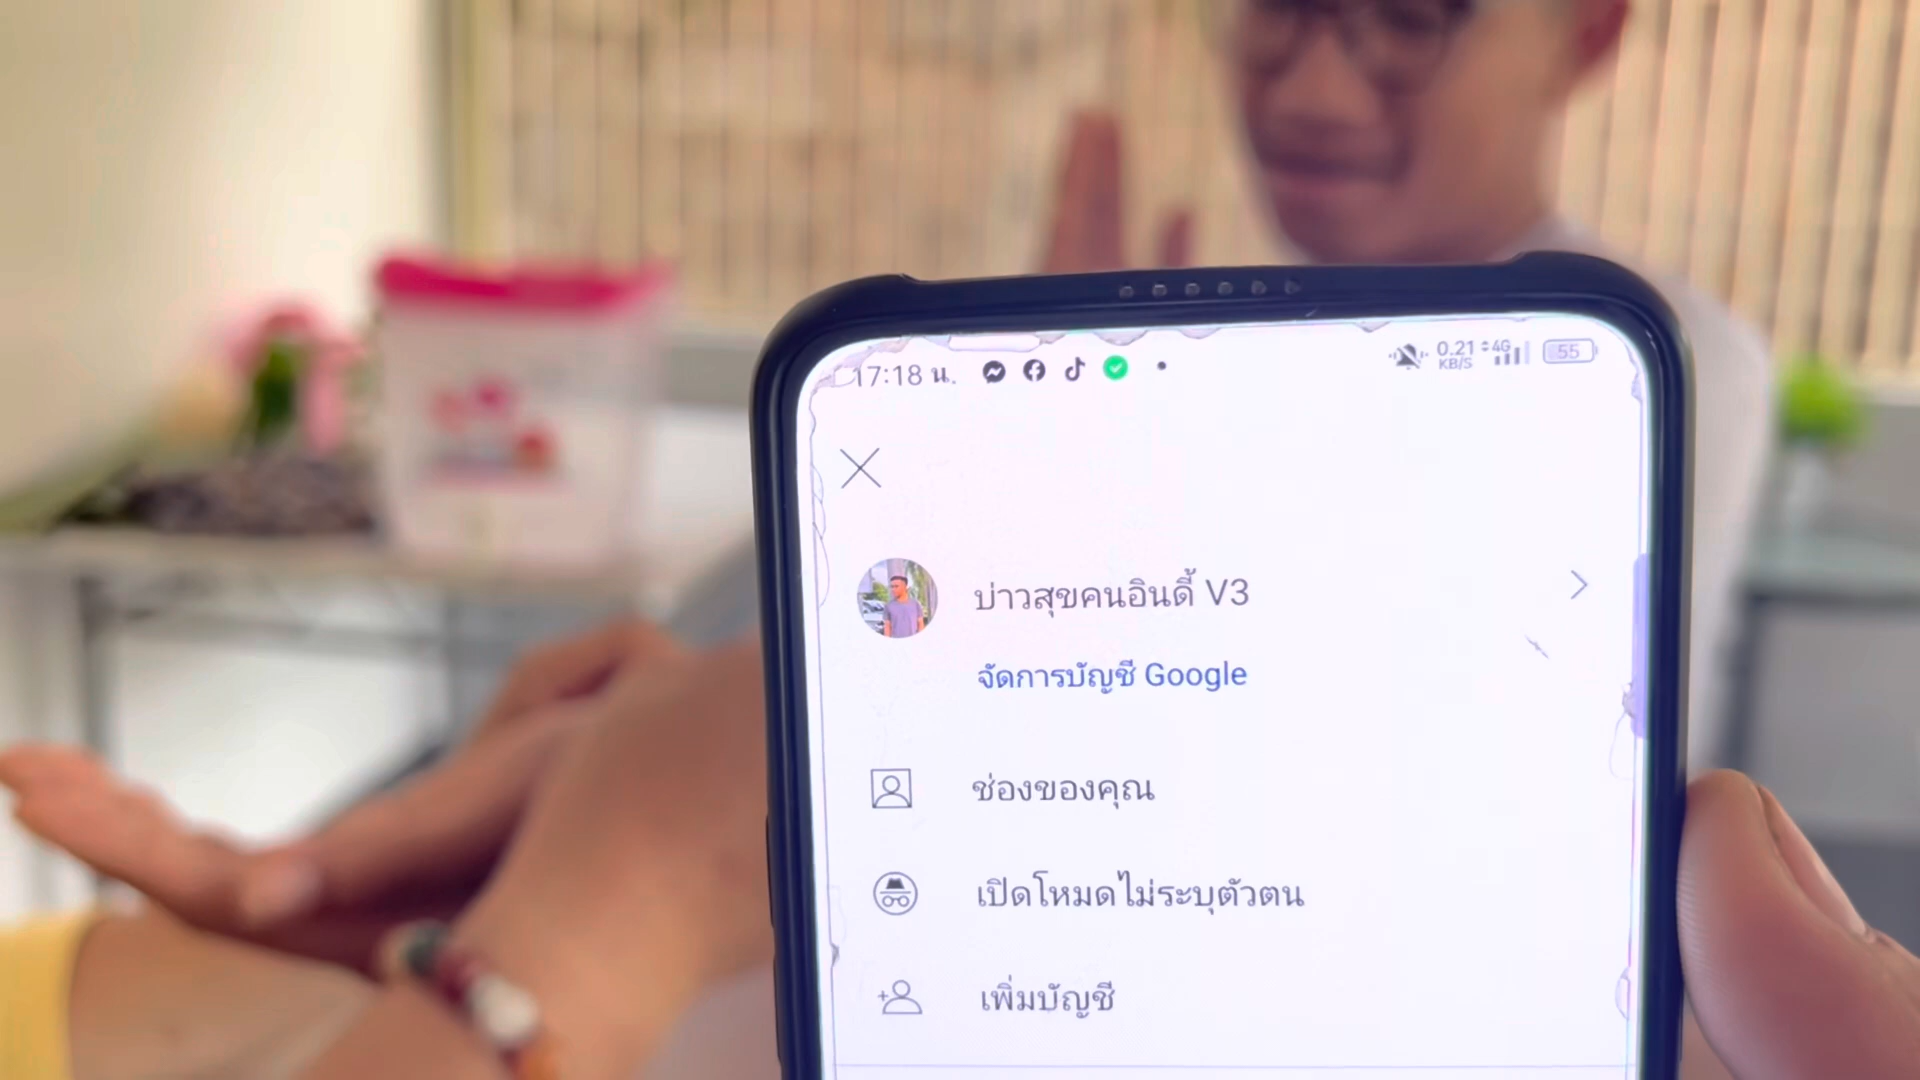 17:18 น.
0.21 KB/S 4G 55
บ่าวสุขคนอินดี้ V3
จัดการบัญชี Google
ช่องของคุณ
เปิดโหมดไม่ระบุตัวตน
เพิ่มบัญชี